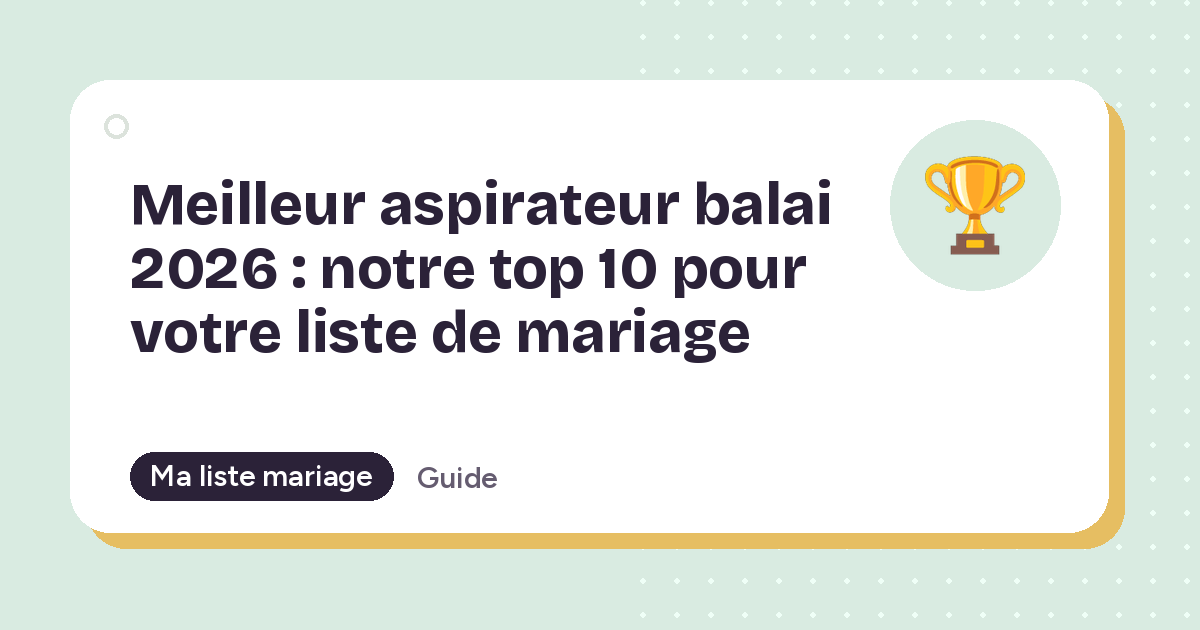 Meilleur aspirateur balai
2026 : notre top 10 pour
votre liste de mariage
Ma liste mariage
Guide